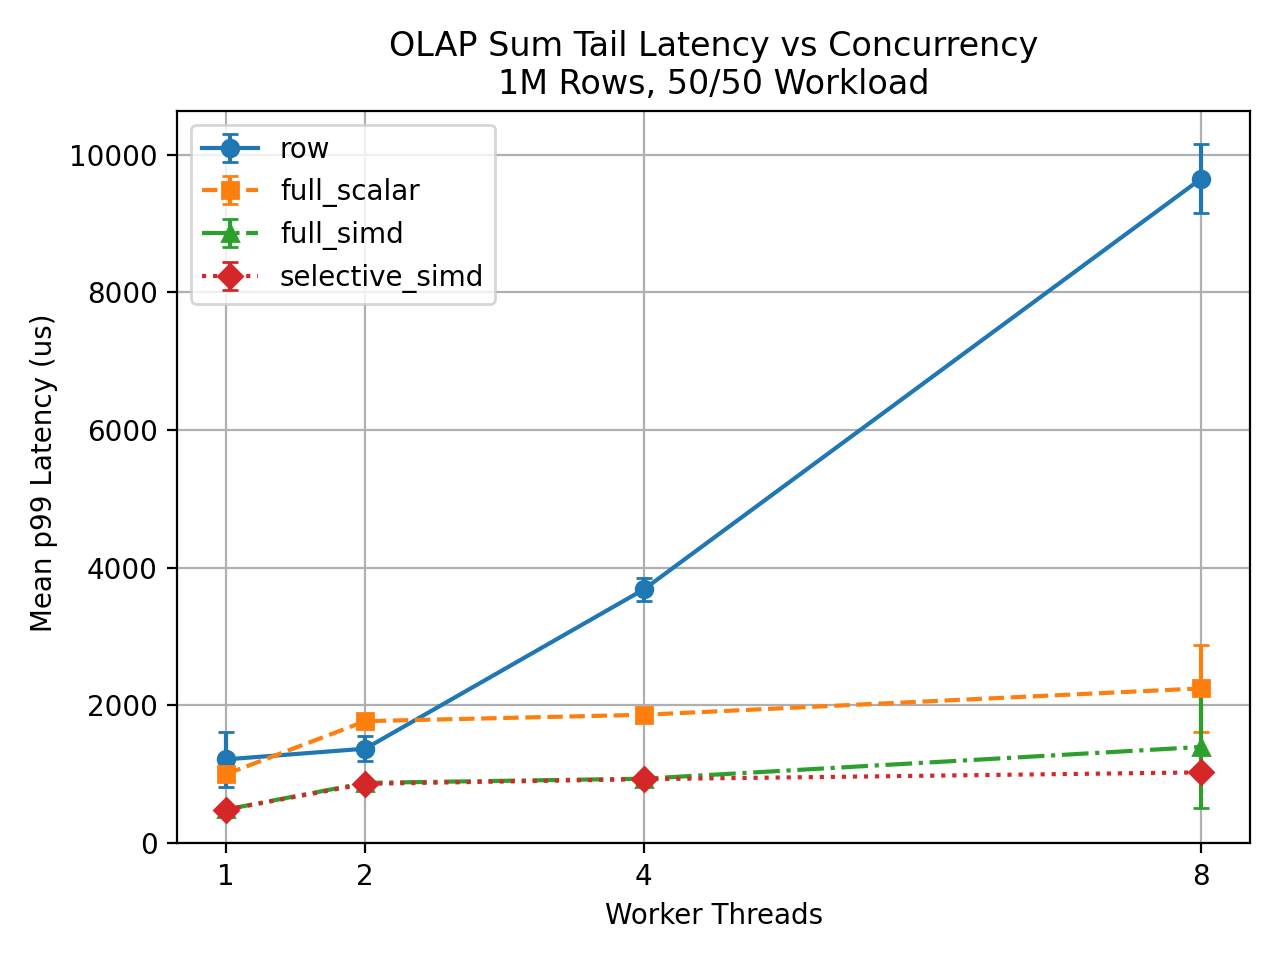 OLAP Sum Tail Latency vs Concurrency
1M Rows, 50/50 Workload
row
full_scalar
full_simd
selective_simd
Mean p99 Latency (us)
10000
8000
6000
4000
2000
0
1 2 4 8
Worker Threads